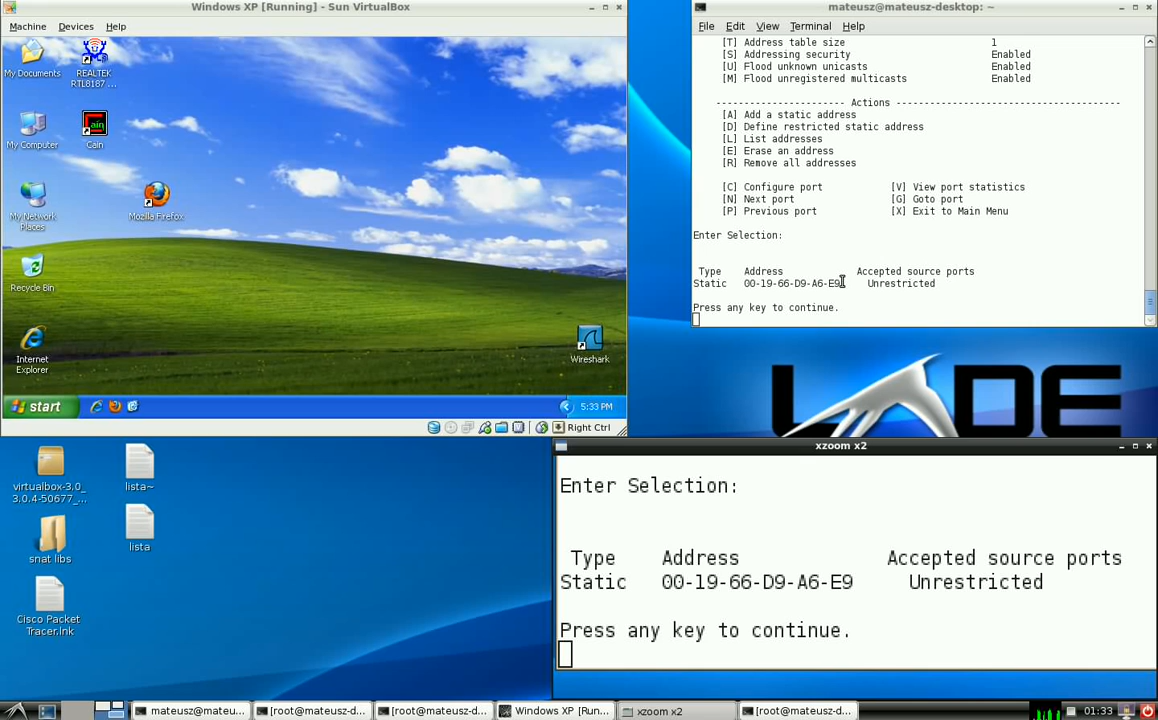 Windows XP [Running] - Sun VirtualBox
Machine Devices Help
My Documents
REALTEK
RTL8187 ...
My Computer
Cain
Cain
My Network
Places
Mozilla Firefox
Recycle Bin
Internet
Explorer
Wireshark
start
5:33 PM
Right Ctrl
mateusz@mateusz-desktop: ~
File Edit View Terminal Help
[T] Address table size 1
[S] Addressing security Enabled
[U] Flood unknown unicasts Enabled
[M] Flood unregistered multicasts Enabled
---------------------- Actions ---------------------------------------
[A] Add a static address
[D] Define restricted static address
[L] List addresses
[E] Erase an address
[R] Remove all addresses
[C] Configure port [V] View port statistics
[N] Next port [G] Goto port
[P] Previous port [X] Exit to Main Menu
Enter Selection:
Type Address Accepted source ports
Static 00-19-66-D9-A6-E9 Unrestricted
Press any key to continue.
L DE
virtualbox-3.0_
3.0.4-50677_...
lista~
snat libs
lista
Cisco Packet
Tracer.lnk
xzoom x2
Enter Selection:
Type Address Accepted source ports
Static 00-19-66-D9-A6-E9 Unrestricted
Press any key to continue.
mateusz@mateu...
[root@mateusz-d...
[root@mateusz-d...
Windows XP [Run...
xzoom x2
[root@mateusz-d...
01:33